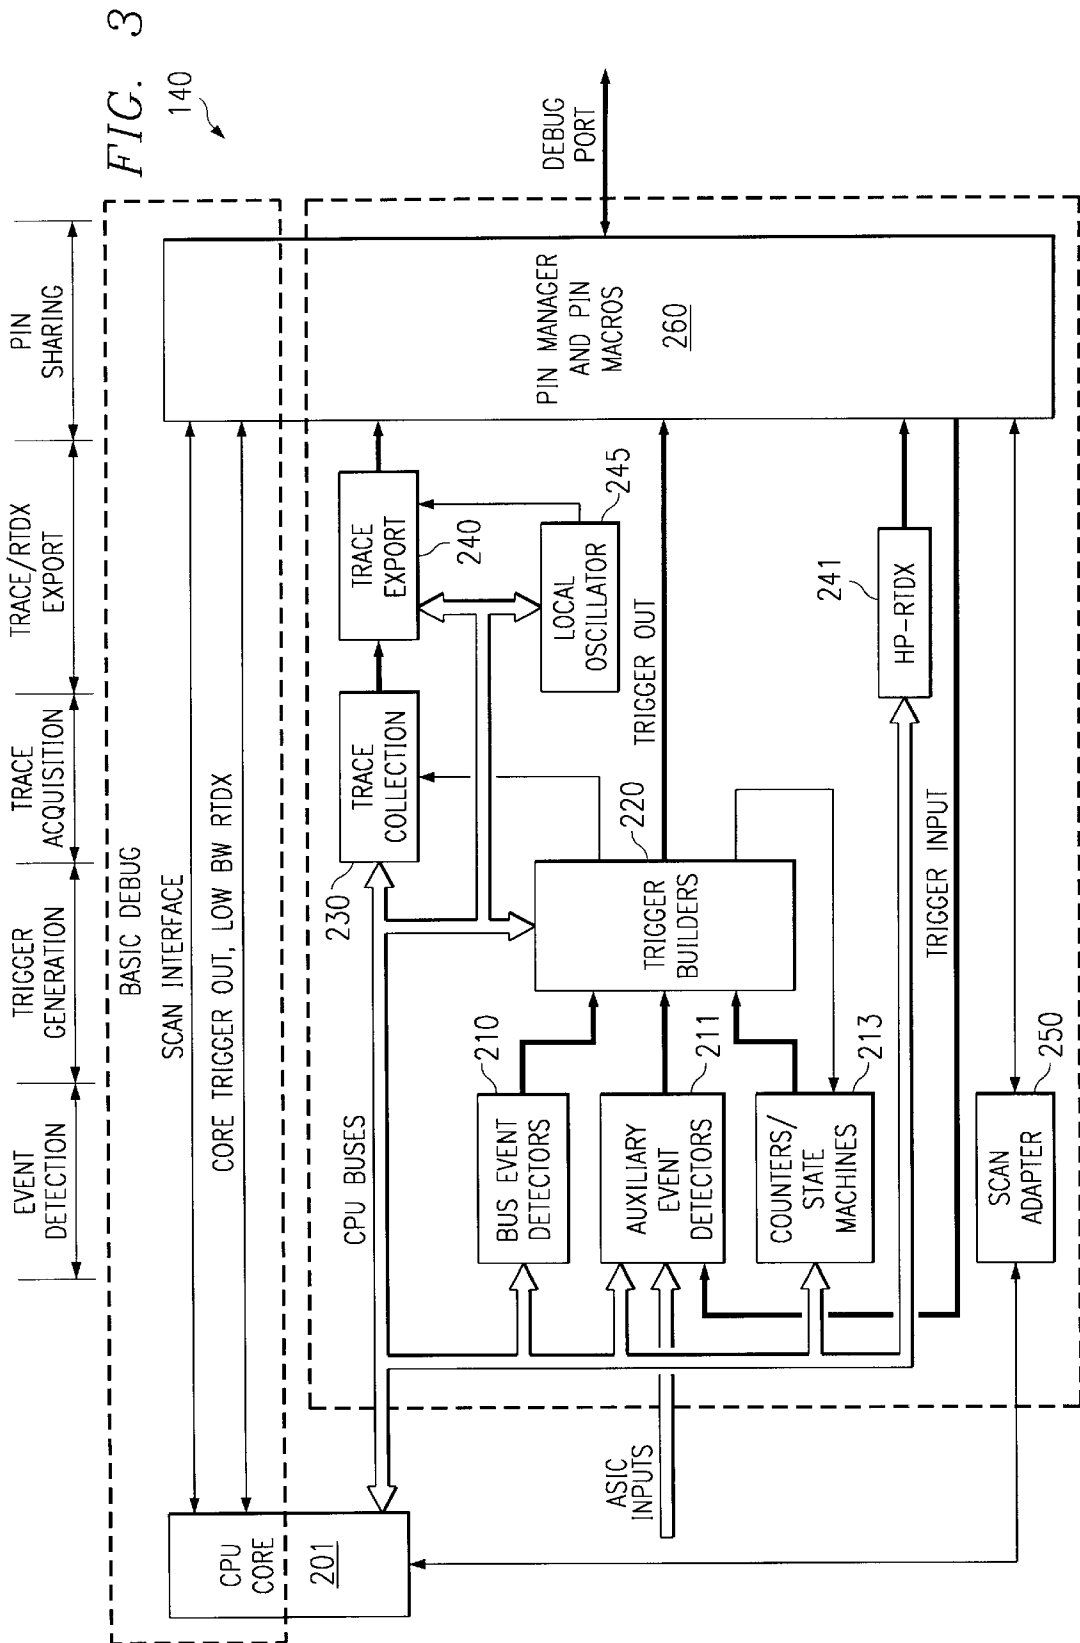 FIG. 3
140
EVENT
DETECTION
TRIGGER
GENERATION
TRACE
ACQUISITION
TRACE/RTDX
EXPORT
PIN
SHARING
BASIC DEBUG
SCAN INTERFACE
CORE TRIGGER OUT, LOW BW RTDX
CPU
CORE
201
CPU BUSES
230
TRACE
COLLECTION
TRACE
EXPORT
240
LOCAL
OSCILLATOR
245
BUS EVENT
DETECTORS
210
AUXILIARY
EVENT
DETECTORS
211
COUNTERS/
STATE
MACHINES
213
TRIGGER
BUILDERS
220
TRIGGER OUT
PIN MANAGER
AND PIN
MACROS
260
DEBUG
PORT
ASIC
INPUTS
HP-RTDX
241
TRIGGER INPUT
SCAN
ADAPTER
250